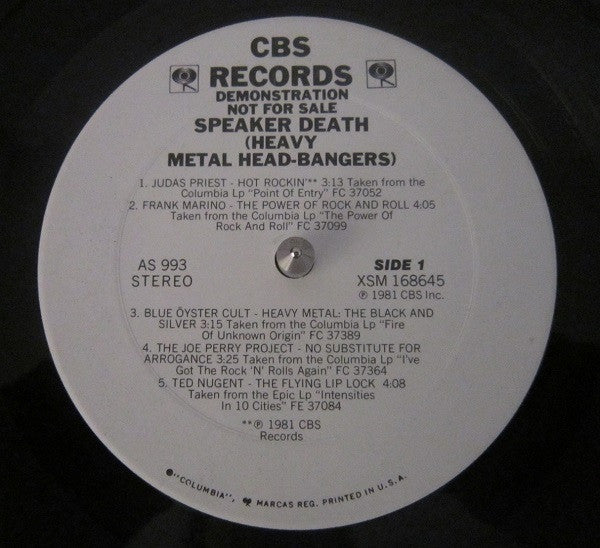 CBS
RECORDS
DEMONSTRATION
NOT FOR SALE
SPEAKER DEATH
(HEAVY
METAL HEAD-BANGERS)
1. JUDAS PRIEST - HOT ROCKIN'** 3:13 Taken from the
Columbia Lp "Point Of Entry" FC 37052
2. FRANK MARINO - THE POWER OF ROCK AND ROLL 4:05
Taken from the Columbia Lp "The Power Of
Rock And Roll" FC 37099
AS 993
STEREO
SIDE 1
XSM 168645
℗ 1981 CBS Inc.
3. BLUE ÖYSTER CULT - HEAVY METAL: THE BLACK AND
SILVER 3:15 Taken from the Columbia Lp "Fire
Of Unknown Origin" FC 37389
4. THE JOE PERRY PROJECT - NO SUBSTITUTE FOR
ARROGANCE 3:25 Taken from the Columbia Lp "I've
Got The Rock 'N' Rolls Again" FC 37364
5. TED NUGENT - THE FLYING LIP LOCK 4:08
Taken from the Epic Lp "Intensities
In 10 Cities" FE 37084
**℗ 1981 CBS
Records
"COLUMBIA", MARCAS REG. PRINTED IN U.S.A.